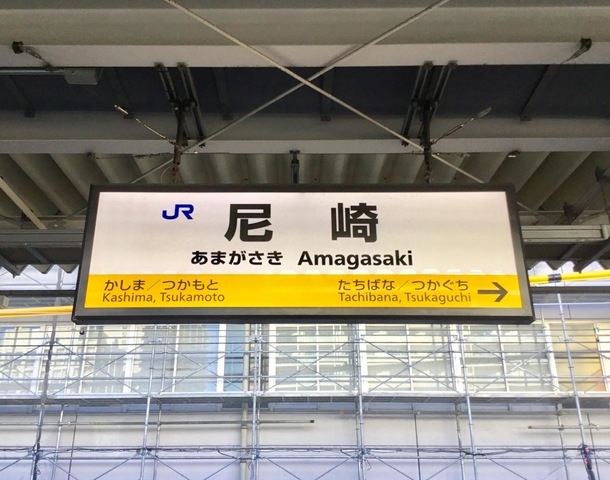 JR 尼崎
あまがさき Amagasaki
かしま／つかもと たちばな／つかぐち
Kashima, Tsukamoto Tachibana, Tsukaguchi →